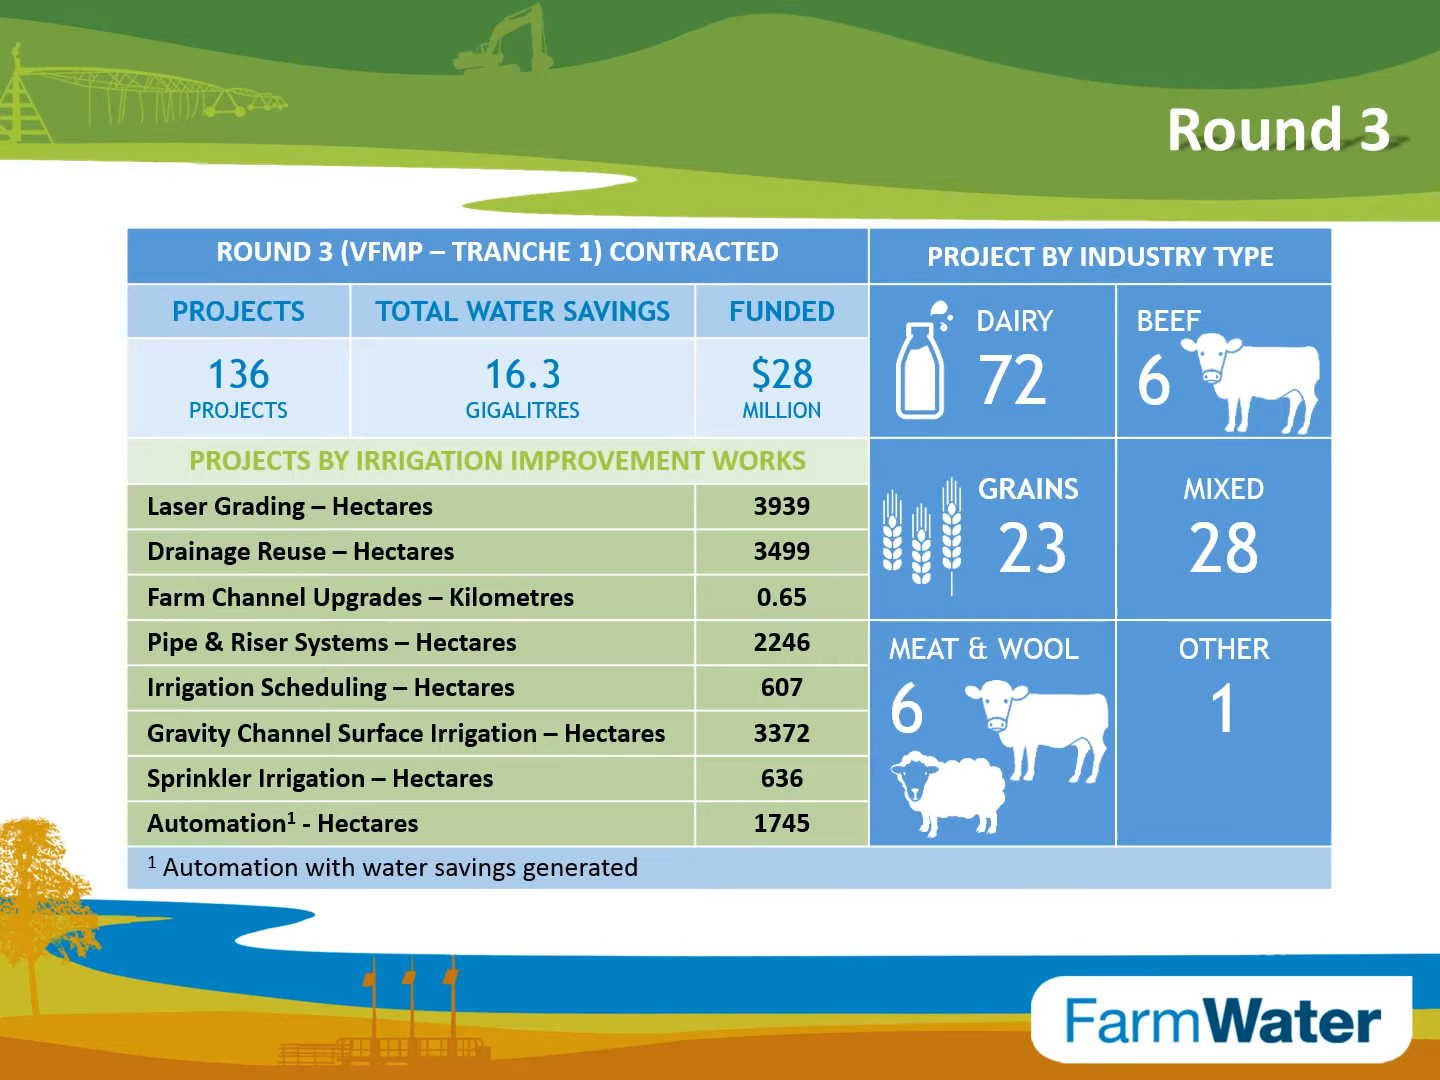 Round 3
ROUND 3 (VFMP – TRANCHE 1) CONTRACTED
PROJECTS
TOTAL WATER SAVINGS
FUNDED
136
PROJECTS
16.3
GIGALITRES
$28
MILLION
PROJECTS BY IRRIGATION IMPROVEMENT WORKS
Laser Grading – Hectares 3939
Drainage Reuse – Hectares 3499
Farm Channel Upgrades – Kilometres 0.65
Pipe & Riser Systems – Hectares 2246
Irrigation Scheduling – Hectares 607
Gravity Channel Surface Irrigation – Hectares 3372
Sprinkler Irrigation – Hectares 636
Automation¹ - Hectares 1745
¹ Automation with water savings generated
PROJECT BY INDUSTRY TYPE
DAIRY
72
BEEF
6
GRAINS
23
MIXED
28
MEAT & WOOL
6
OTHER
1
FarmWater